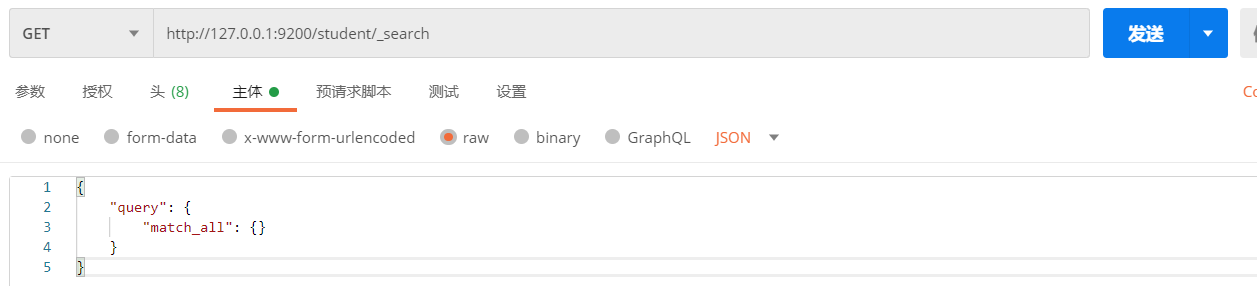 GET http://127.0.0.1:9200/student/_search 发送
参数 授权 头 (8) 主体 预请求脚本 测试 设置 Co
none form-data x-www-form-urlencoded raw binary GraphQL JSON
1 {
2 "query": {
3 "match_all": {}
4 }
5 }